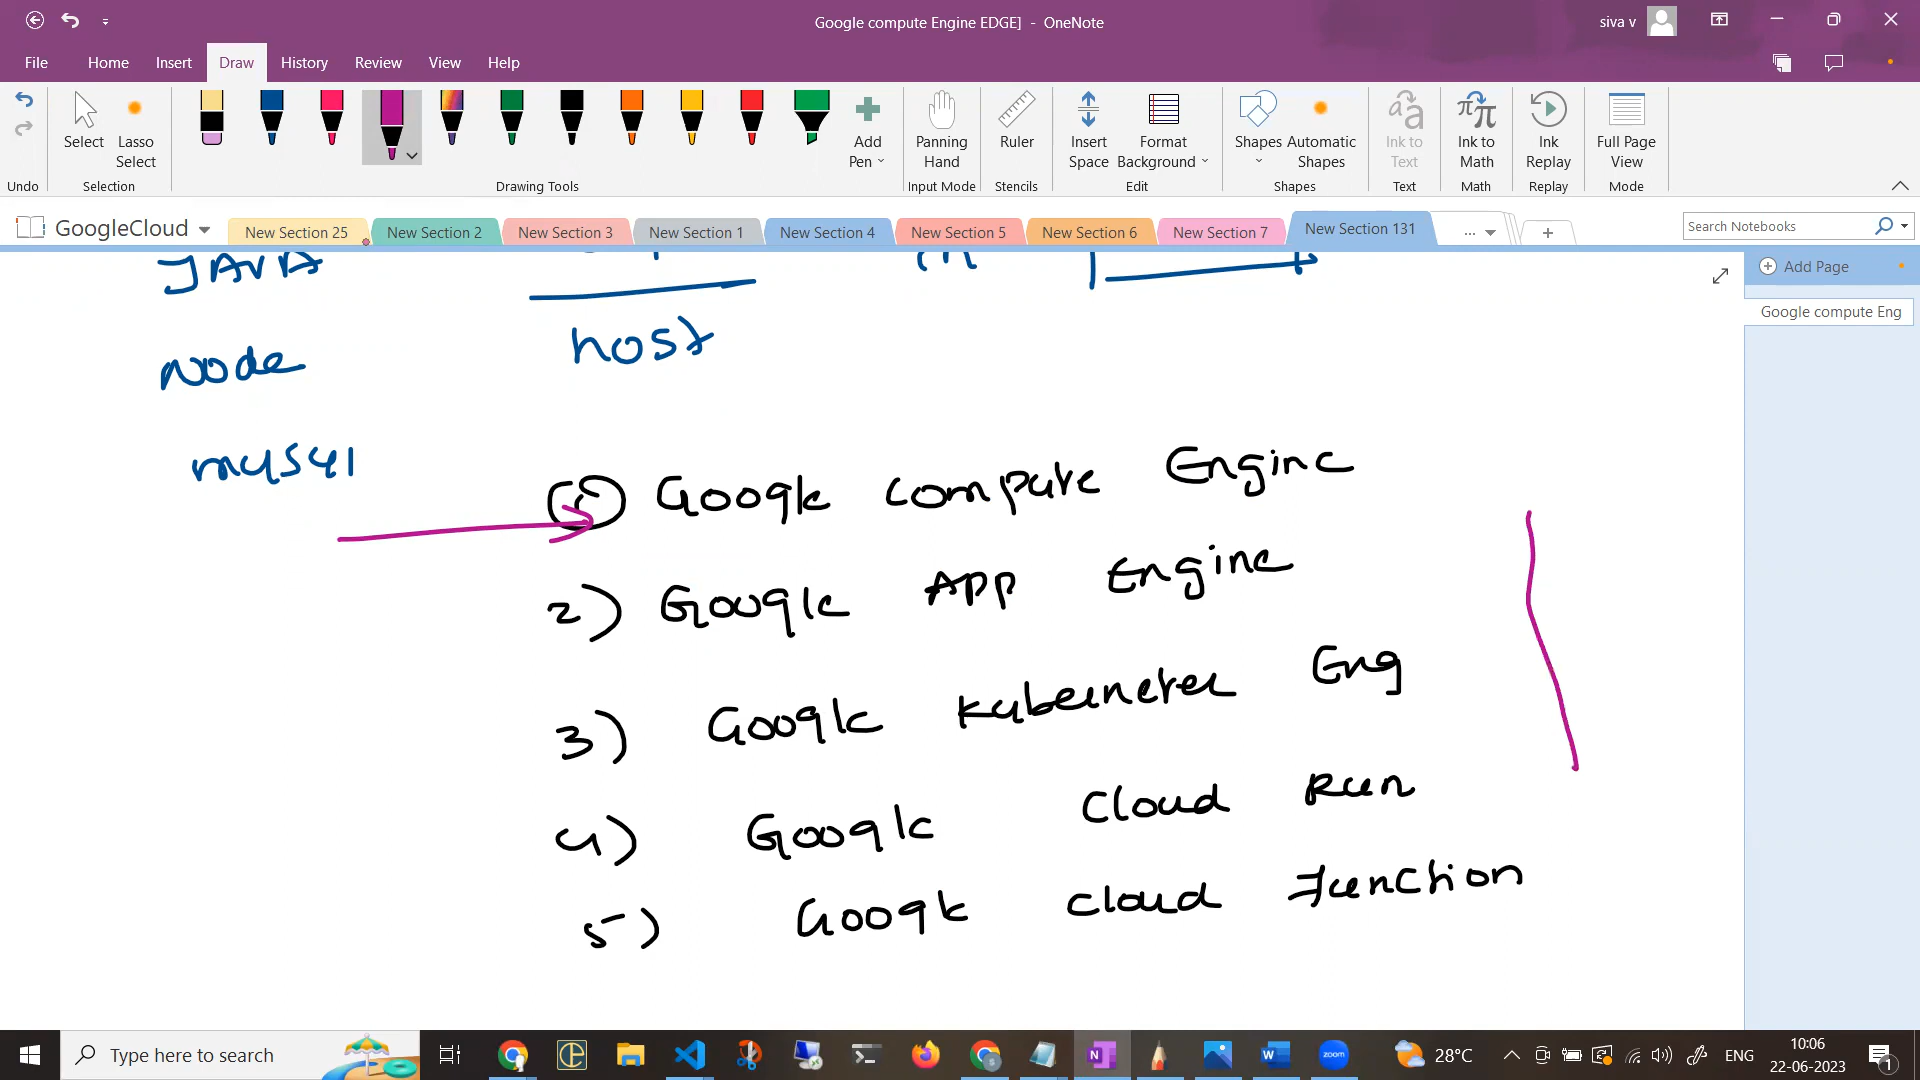 Google compute Engine EDGE] - OneNote
siva v
File Home Insert Draw History Review View Help
Select
Lasso Select
Add Pen
Panning Hand
Ruler
Insert Space
Format Background
Shapes
Automatic Shapes
Ink to Text
Ink to Math
Ink Replay
Full Page View
Undo Selection Drawing Tools Input Mode Stencils Edit Shapes Text Math Replay Mode
GoogleCloud New Section 25 New Section 2 New Section 3 New Section 1 New Section 4 New Section 5 New Section 6 New Section 7 New Section 131 ... + Search Notebooks
Add Page
Google compute Eng
JAVA
host
Node
mysql
Google compute Engine
2) Google App Engine
3) Google Kubernetes Eng
4) Google Cloud Run
5) Google cloud Function
Type here to search
zoom
28°C
ENG
10:06
22-06-2023
1